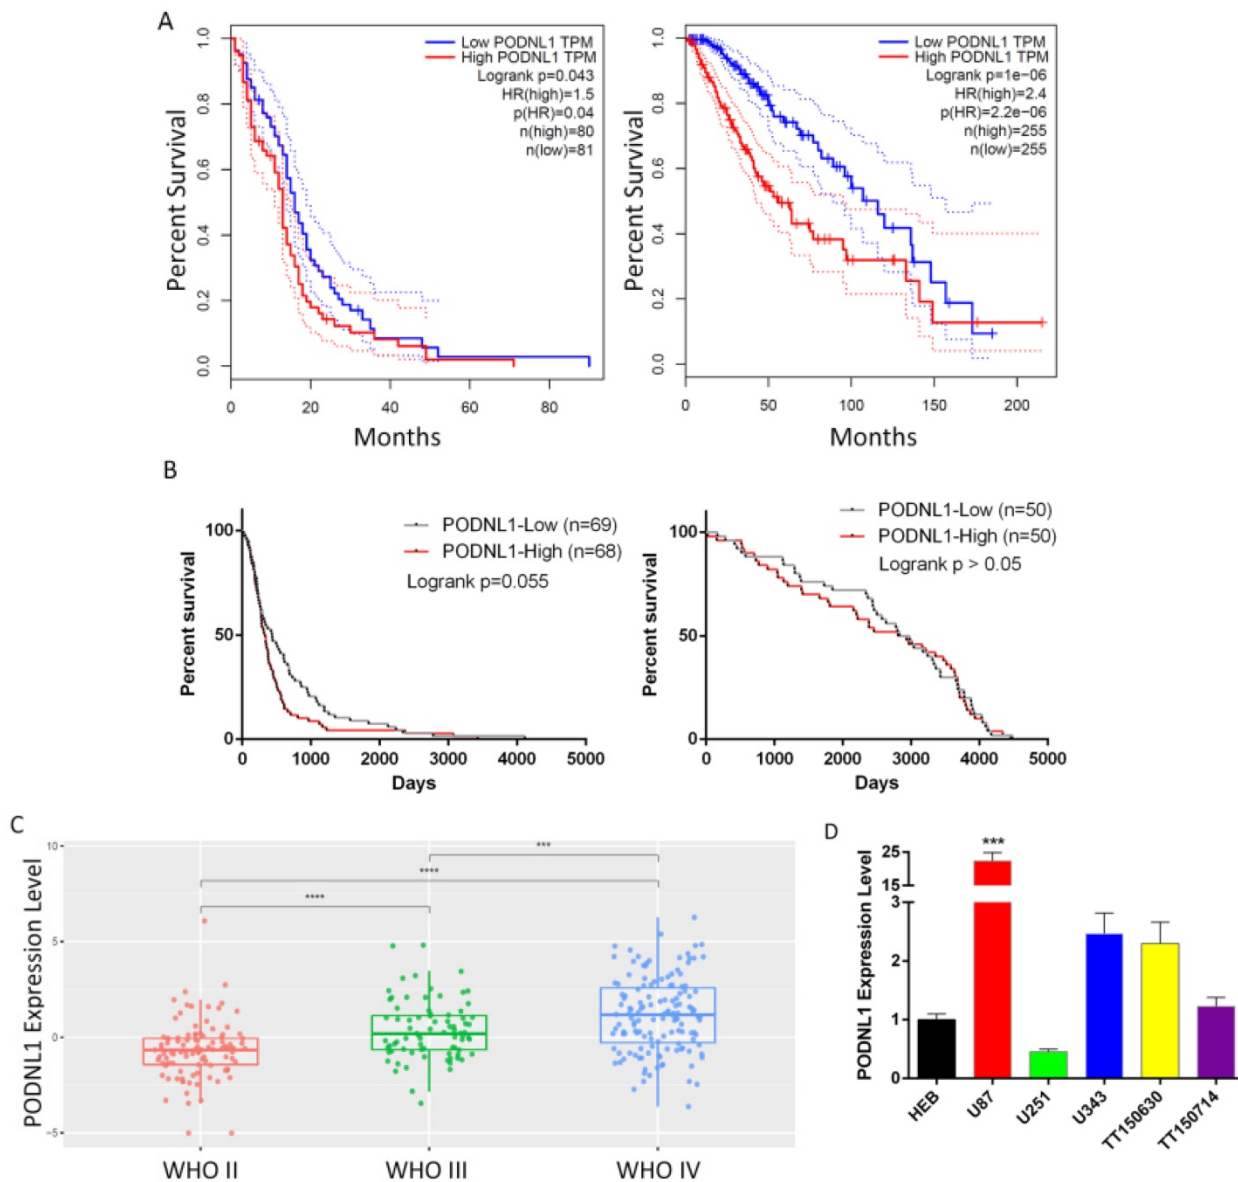 A
Percent Survival
1.0
0.8
0.6
0.4
0.2
0.0
Low PODNL1 TPM
High PODNL1 TPM
Logrank p=0.043
HR(high)=1.5
p(HR)=0.04
n(high)=80
n(low)=81
0 20 40 60 80
Months
Percent Survival
1.0
0.8
0.6
0.4
0.2
0.0
Low PODNL1 TPM
High PODNL1 TPM
Logrank p=1e−06
HR(high)=2.4
p(HR)=2.2e−06
n(high)=255
n(low)=255
0 50 100 150 200
Months
B
Percent survival
100
50
0
PODNL1-Low (n=69)
PODNL1-High (n=68)
Logrank p=0.055
0 1000 2000 3000 4000 5000
Days
Percent survival
100
50
0
PODNL1-Low (n=50)
PODNL1-High (n=50)
Logrank p > 0.05
0 1000 2000 3000 4000 5000
Days
C
PODNL1 Expression Level
10
5
0
−5
***
****
****
WHO II WHO III WHO IV
D
PODNL1 Expression Level
25
15
3
2
1
0
***
HEB
U87
U251
U343
TT150630
TT150714